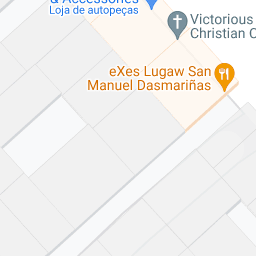 & Accessories
Loja de autopeças
Victorious
Christian C
eXes Lugaw San
Manuel Dasmariñas